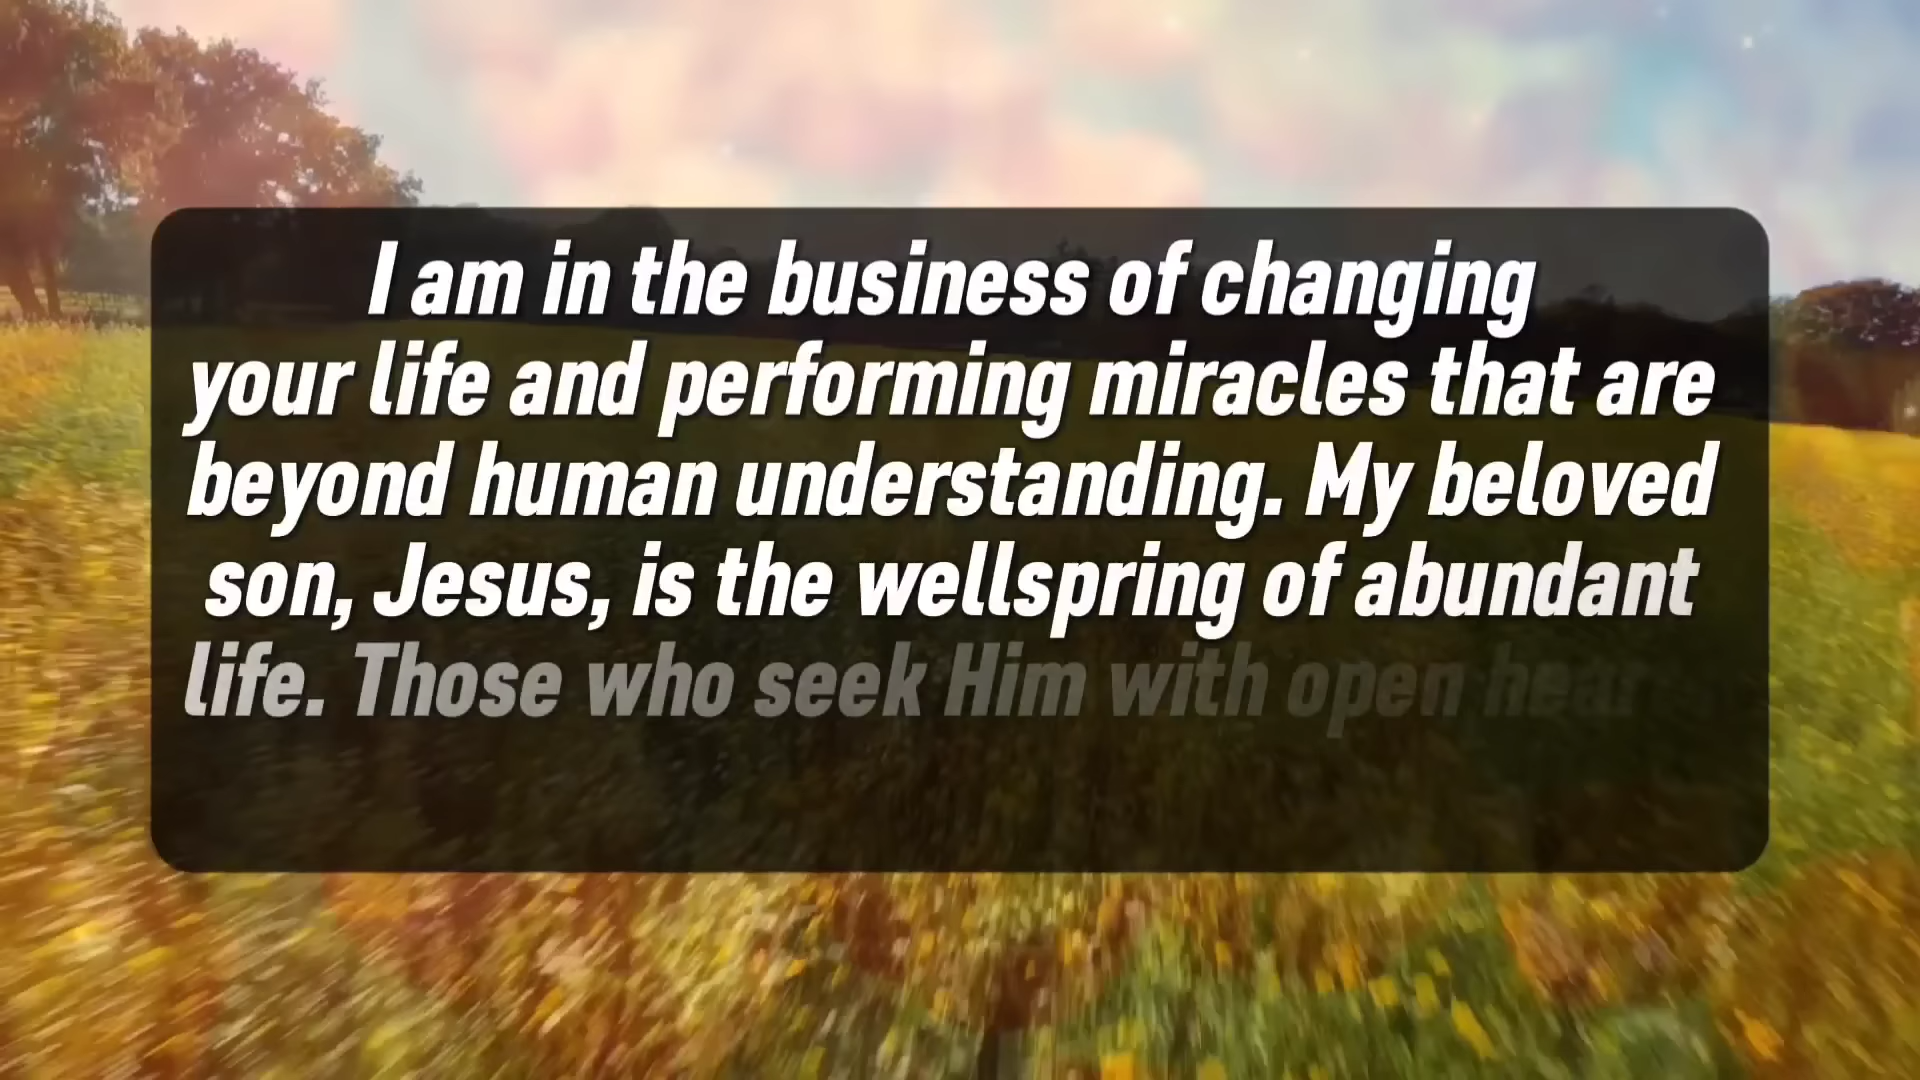 I am in the business of changing
your life and performing miracles that are
beyond human understanding. My beloved
son, Jesus, is the wellspring of abundant
life. Those who seek Him with open